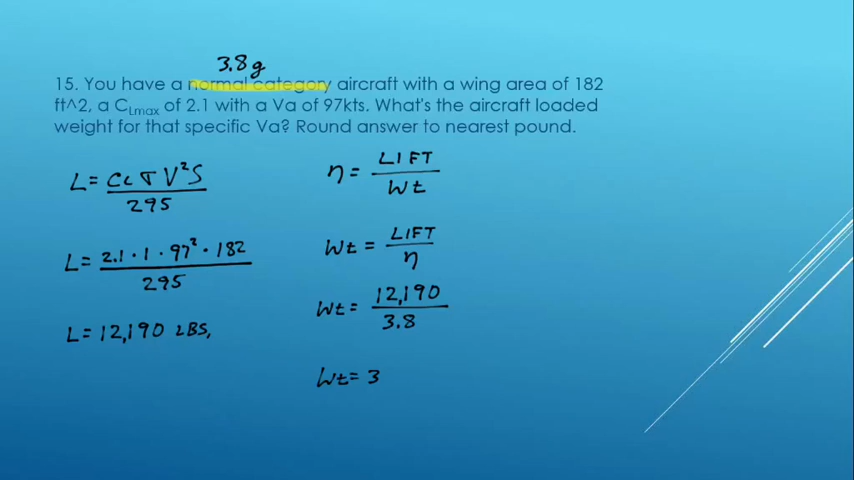 3.8g
15. You have a normal category aircraft with a wing area of 182
ft^2, a CLmax of 2.1 with a Va of 97kts. What's the aircraft loaded
weight for that specific Va? Round answer to nearest pound.
L = CL σ V² S
295
L = 2.1 · 1 · 97² · 182
295
L = 12,190 LBS,
η = LIFT
Wt
Wt = LIFT
η
Wt = 12,190
3.8
Wt = 3